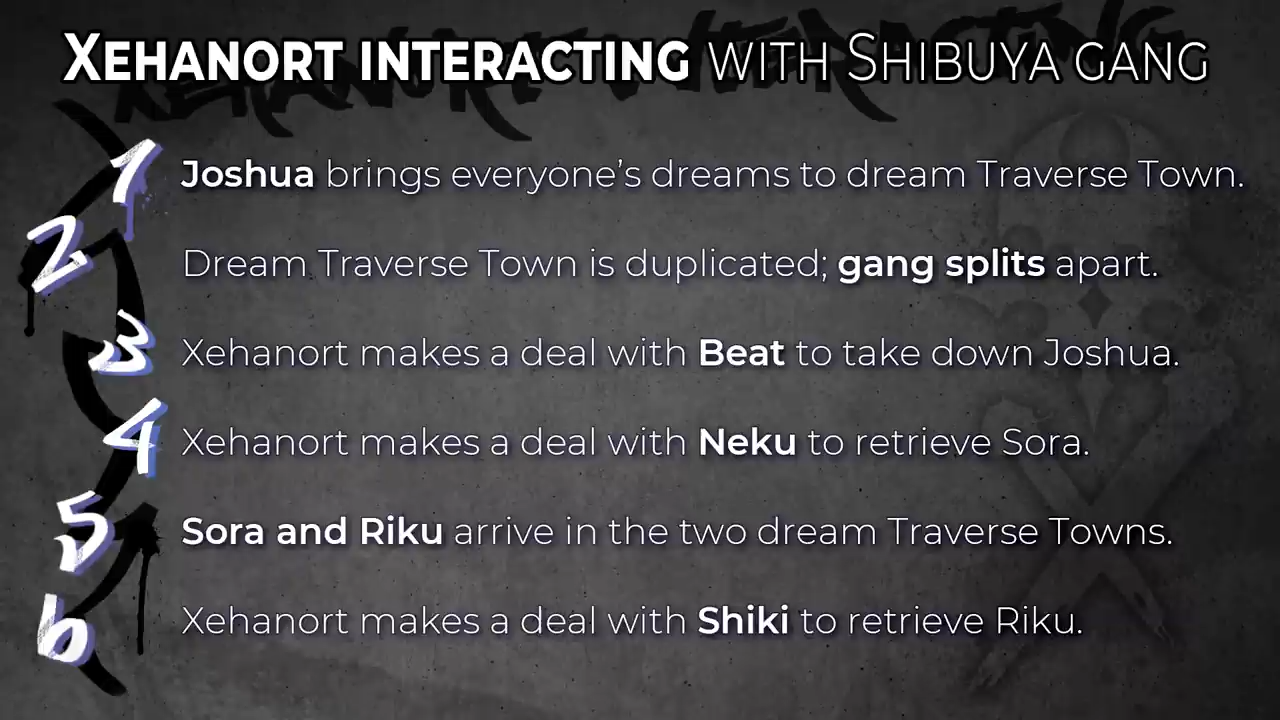 Xehanort interacting with Shibuya gang
1 Joshua brings everyone’s dreams to dream Traverse Town.
2 Dream Traverse Town is duplicated; gang splits apart.
3 Xehanort makes a deal with Beat to take down Joshua.
4 Xehanort makes a deal with Neku to retrieve Sora.
5 Sora and Riku arrive in the two dream Traverse Towns.
6 Xehanort makes a deal with Shiki to retrieve Riku.